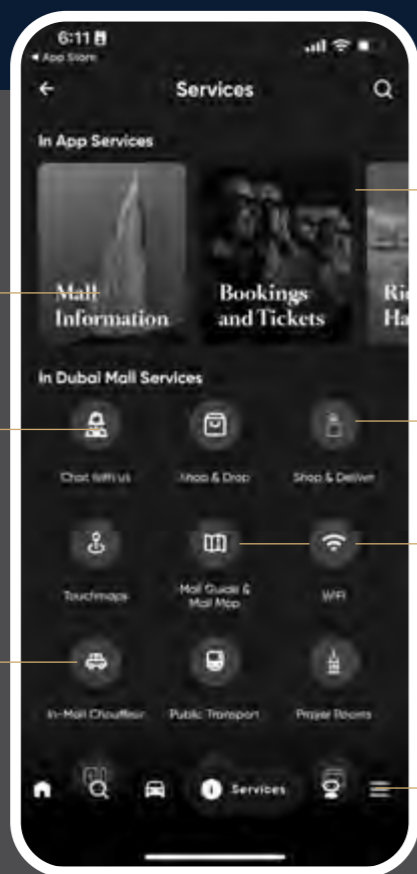 6:11
App Store
Services
In App Services
Mall
Information
Bookings
and Tickets
Ri
Ha
In Dubai Mall Services
Chat with us
Shop & Drop
Shop & Deliver
Touchmaps
Mall Guide &
Mall Map
WiFi
In-Mall Chauffeur
Public Transport
Prayer Rooms
Services